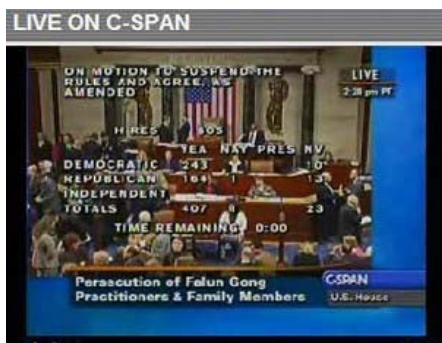 LIVE ON C-SPAN
ON MOTION TO SUSPEND THE
RULES AND AGREE, AS
AMENDED
LIVE
2:28 pm PT
H RES 605
YEA NAY PRES NV
DEMOCRATIC 243 10
REPUBLICAN 164 1 13
INDEPENDENT
TOTALS 407 23
TIME REMAINING 0:00
Persecution of Falun Gong
Practitioners & Family Members
C-SPAN
U.S. House